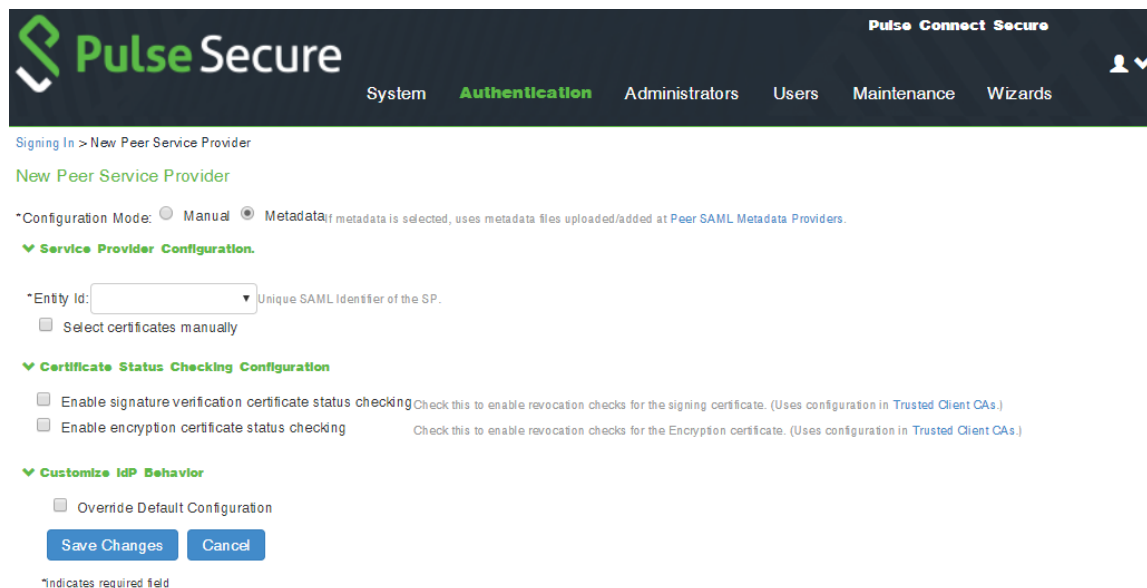 Pulse Secure
Pulse Connect Secure
System Authentication Administrators Users Maintenance Wizards
Signing In > New Peer Service Provider
New Peer Service Provider
*Configuration Mode: Manual Metadata If metadata is selected, uses metadata files uploaded/added at Peer SAML Metadata Providers.
Service Provider Configuration.
*Entity Id: Unique SAML Identifier of the SP.
Select certificates manually
Certificate Status Checking Configuration
Enable signature verification certificate status checking Check this to enable revocation checks for the signing certificate. (Uses configuration in Trusted Client CAs.)
Enable encryption certificate status checking Check this to enable revocation checks for the Encryption certificate. (Uses configuration in Trusted Client CAs.)
Customize IdP Behavior
Override Default Configuration
Save Changes Cancel
*indicates required field